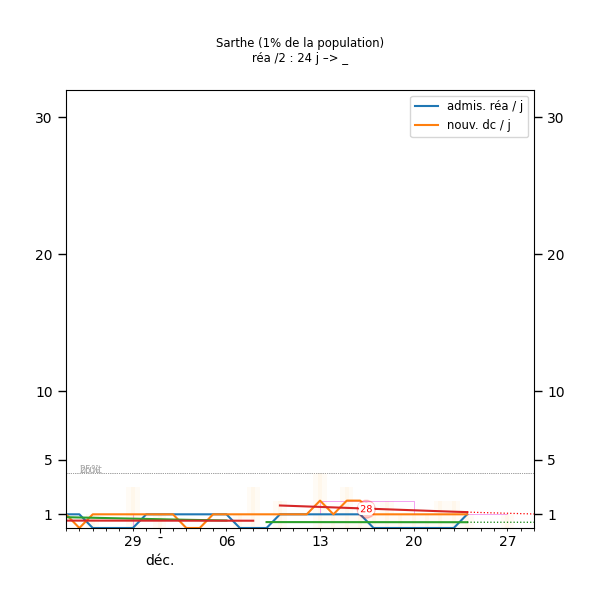 Sarthe (1% de la population)
réa /2 : 24 j –> _
admis. réa / j
nouv. dc / j
30 30
20 20
10 10
5 5
28
1 1
29 - 06 13 20 27
déc.